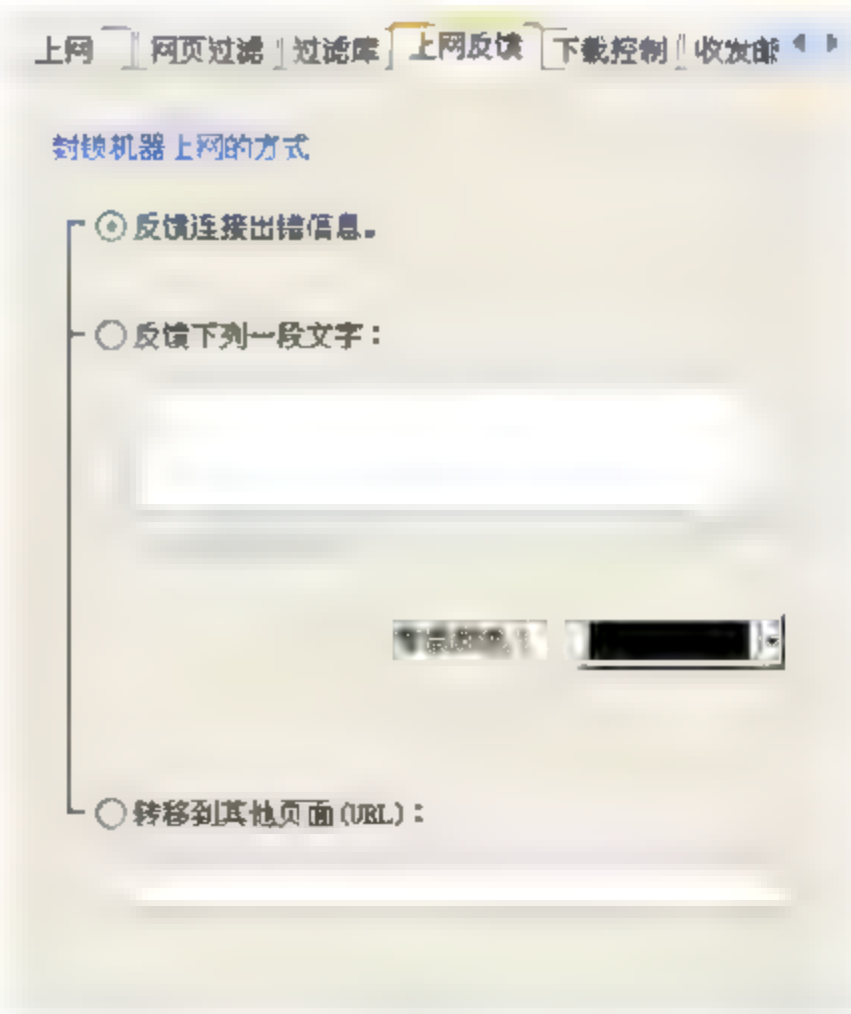 上网 网页过滤 过滤库 上网反馈 下载控制 收发邮
封锁机器上网的方式
反馈连接出错信息。
反馈下列一段文字：
转移到其他页面(URL)：